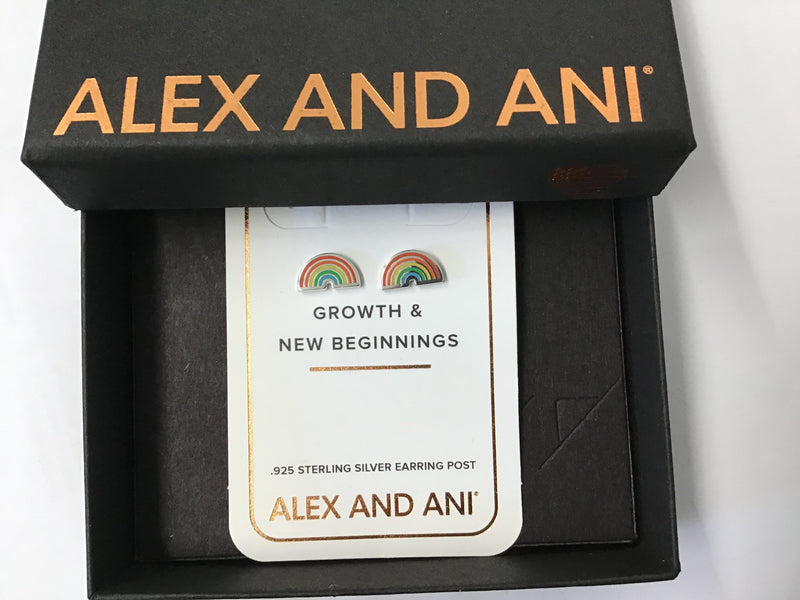 ALEX AND ANI®
GROWTH &
NEW BEGINNINGS
.925 STERLING SILVER EARRING POST
ALEX AND ANI®